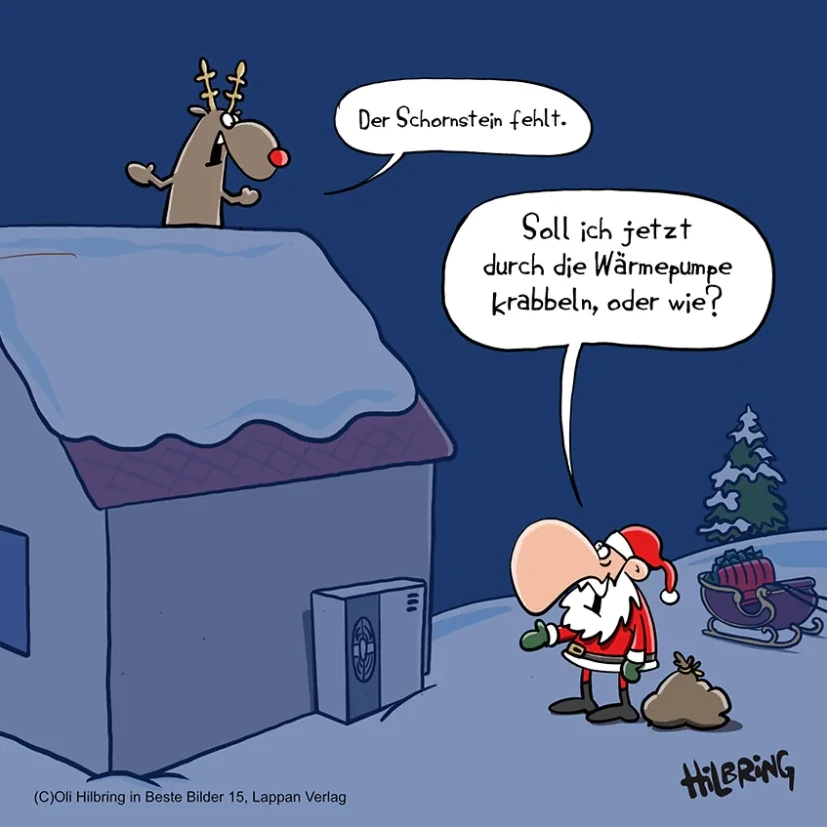 Der Schornstein fehlt.
Soll ich jetzt
durch die Wärmepumpe
krabbeln, oder wie?
HiLBRiNG
(C)Oli Hilbring in Beste Bilder 15, Lappan Verlag